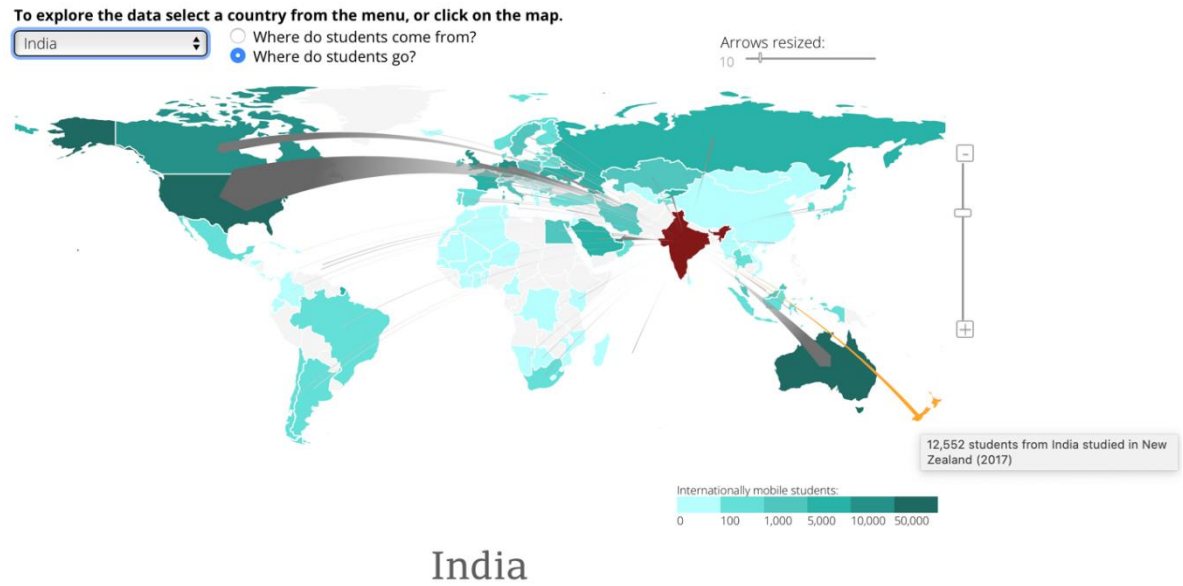 To explore the data select a country from the menu, or click on the map.
India
Where do students come from?
Where do students go?
Arrows resized:
10
-
+
12,552 students from India studied in New
Zealand (2017)
Internationally mobile students:
0 100 1,000 5,000 10,000 50,000
India